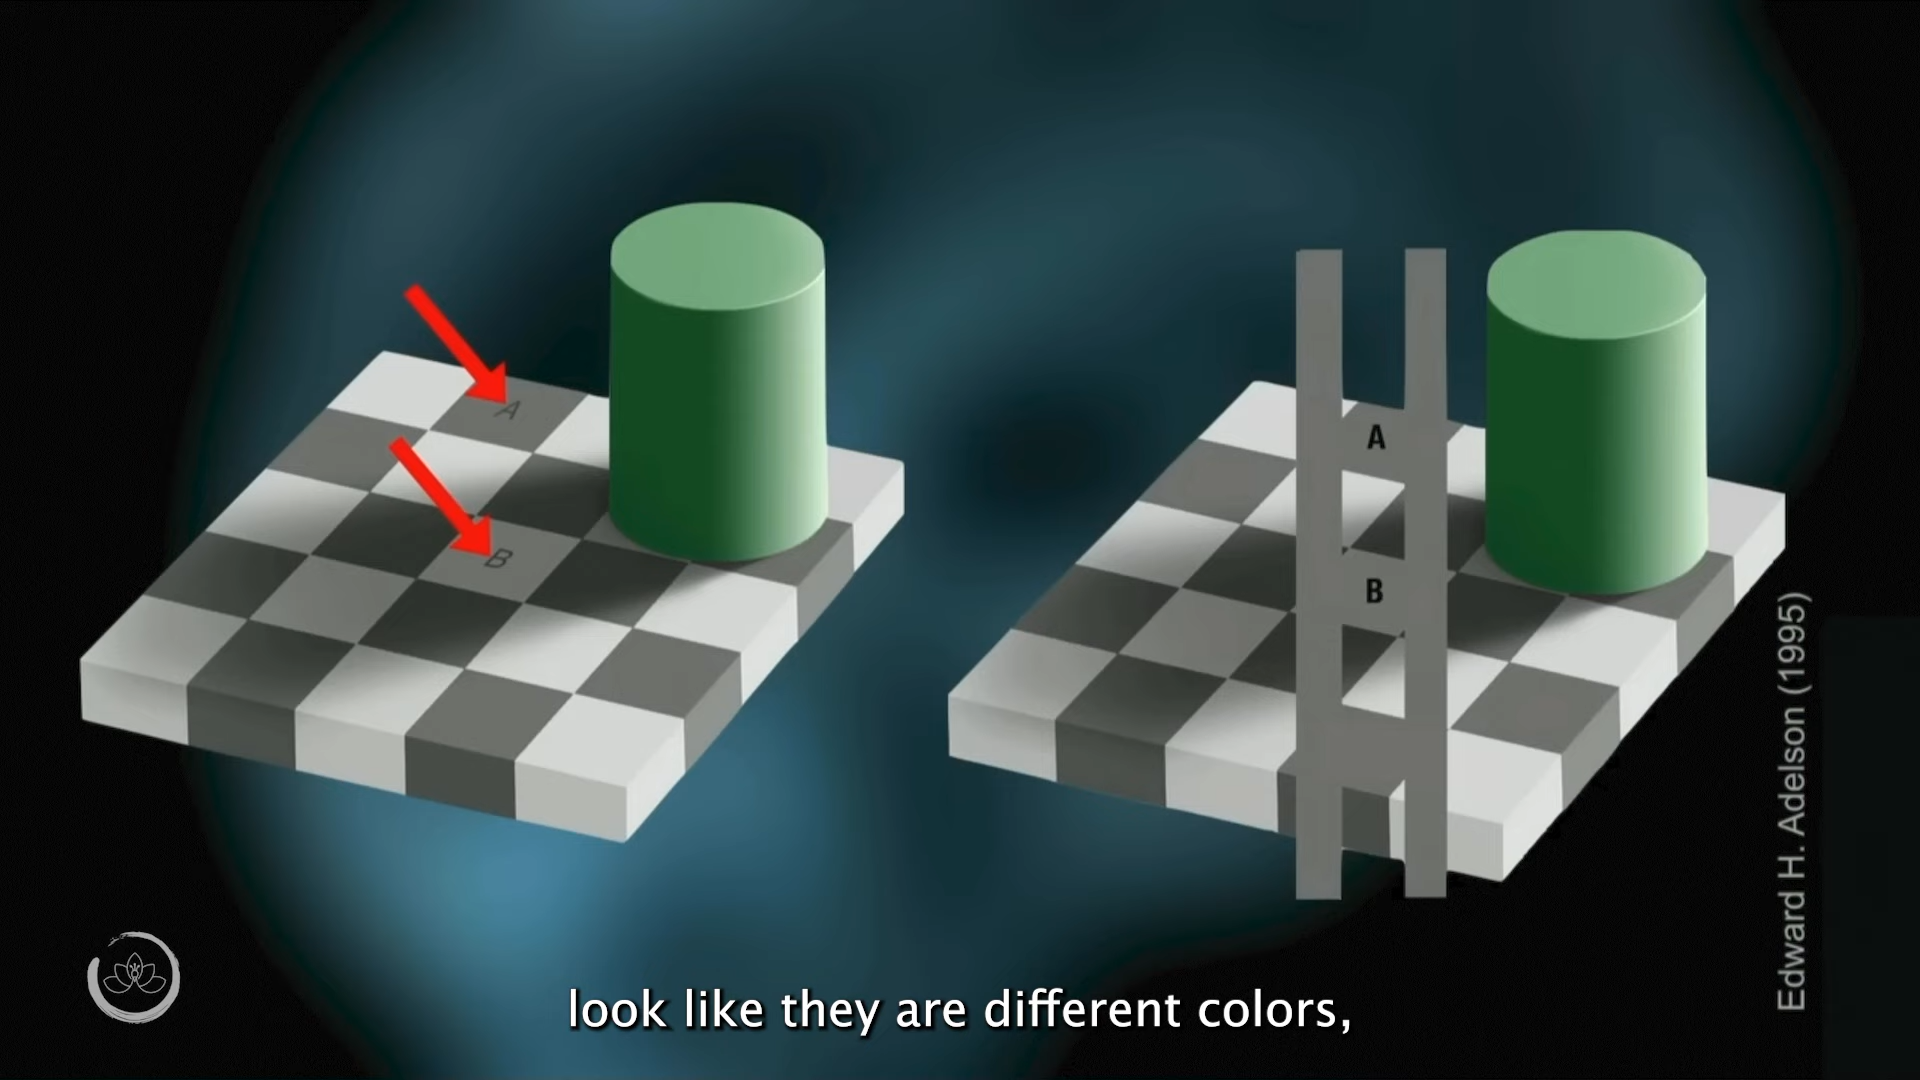 A
B
A
B
Edward H. Adelson (1995)
look like they are different colors,